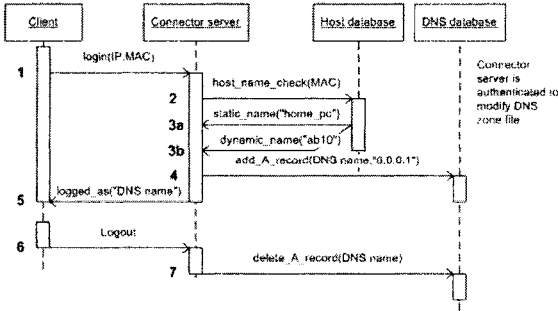 Client
Connector server
Host database
DNS database
1
login(IP,MAC)
Connector
server is
authenticated to
modify DNS
zone file
host_name_check(MAC)
2
static_name("home_pc")
3a
dynamic_name("ab10")
3b
add_A_record(DNS name,"0.0.0.1")
4
logged_as("DNS name")
5
Logout
6
delete_A_record(DNS name)
7